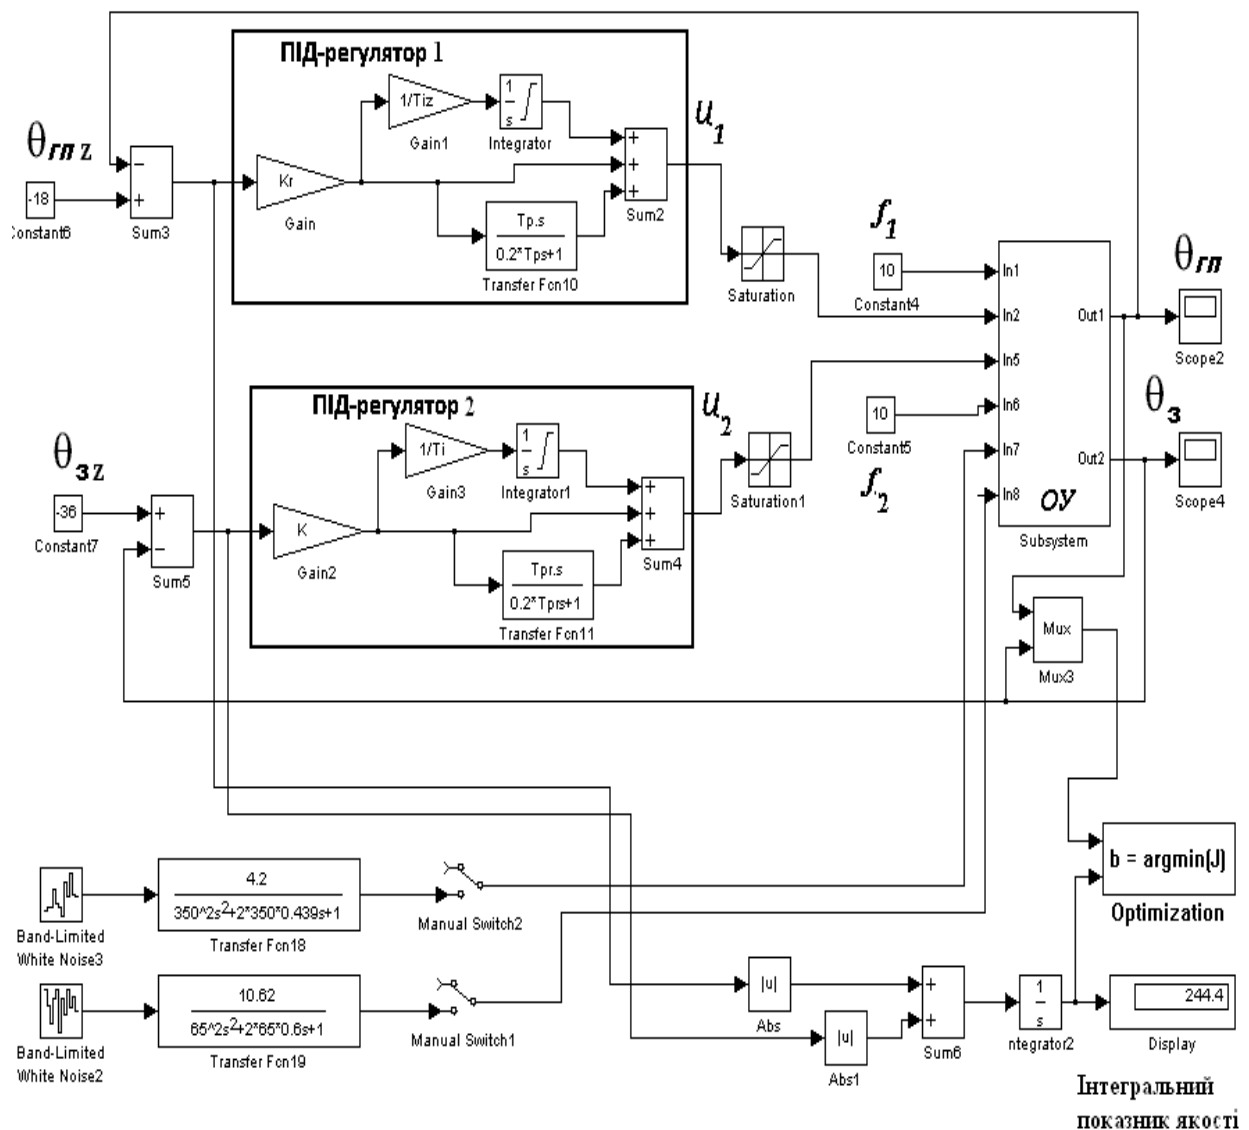 ПІД-регулятор 1
θгп z
-18
Constant6
−
+
Sum3
Kr
Gain
1/Tiz
Gain1
1
s
Integrator
Tp.s
0.2*Tps+1
Transfer Fcn10
+
+
+
Sum2
u1
Saturation
f1
10
Constant4
In1
In2
In5
In6
In7
In8
Out1
Out2
ОУ
Subsystem
θгп
Scope2
θз
Scope4
ПІД-регулятор 2
θз z
-36
Constant7
+
−
Sum5
K
Gain2
1/Ti
Gain3
1
s
Integrator1
Tpr.s
0.2*Tprs+1
Transfer Fcn11
+
+
+
Sum4
u2
Saturation1
10
Constant5
f2
Mux
Mux3
b = argmin(J)
Optimization
Band-Limited
White Noise3
4.2
350^2s2+2*350*0.439s+1
Transfer Fcn18
Manual Switch2
Band-Limited
White Noise2
10.62
65^2s2+2*65*0.6s+1
Transfer Fcn19
Manual Switch1
|u|
Abs
|u|
Abs1
+
+
Sum6
1
s
ntegrator2
244.4
Display
Інтегральний
показник якості